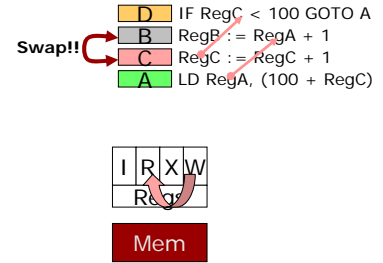 D IF RegC < 100 GOTO A
Swap!! B RegB := RegA + 1
C RegC := RegC + 1
A LD RegA, (100 + RegC)
I R X W
Regs
Mem